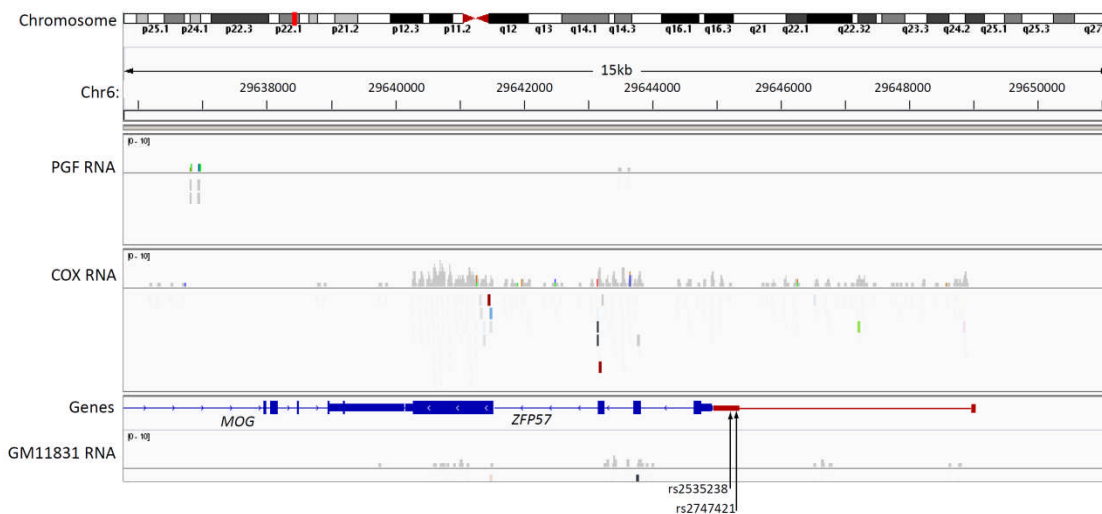 Chromosome
p25.1 p24.1 p22.3 p22.1 p21.2 p12.3 p11.2 q12 q13 q14.1 q14.3 q16.1 q16.3 q21 q22.1 q22.32 q23.3 q24.2 q25.1 q25.3 q27
15kb
Chr6: 29638000 29640000 29642000 29644000 29646000 29648000 29650000
[0 - 10]
PGF RNA
[0 - 10]
COX RNA
Genes
MOG ZFP57
[0 - 10]
GM11831 RNA
rs2535238
rs2747421